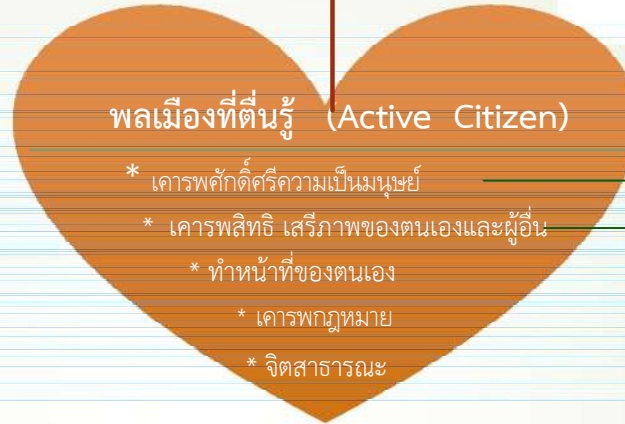 พลเมืองที่ตื่นรู้ (Active Citizen)
* เคารพศักดิ์ศรีความเป็นมนุษย์
* เคารพสิทธิ เสรีภาพของตนเองและผู้อื่น
* ทำหน้าที่ของตนเอง
* เคารพกฎหมาย
* จิตสาธารณะ